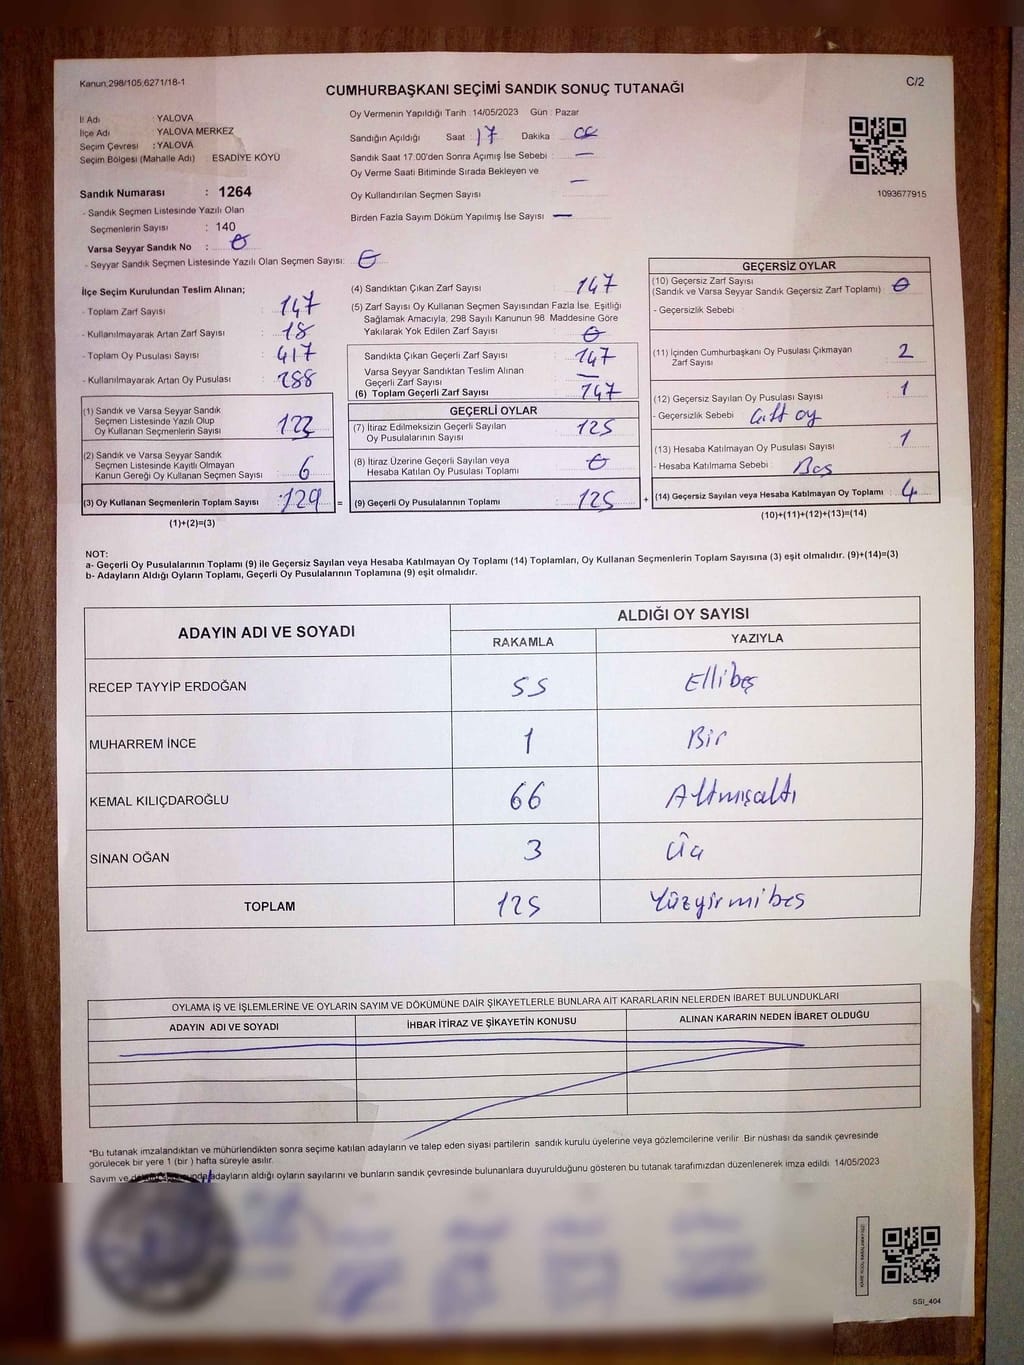 Kanun:298/105;6271/18-1
C/2
CUMHURBAŞKANI SEÇİMİ SANDIK SONUÇ TUTANAĞI
İl Adı : YALOVA
İlçe Adı : YALOVA MERKEZ
Seçim Çevresi : YALOVA
Seçim Bölgesi (Mahalle Adı) ESADİYE KÖYÜ
Sandık Numarası : 1264
- Sandık Seçmen Listesinde Yazılı Olan
Seçmenlerin Sayısı : 140
Varsa Seyyar Sandık No : 0
- Seyyar Sandık Seçmen Listesinde Yazılı Olan Seçmen Sayısı: 0
Oy Vermenin Yapıldığı Tarih : 14/05/2023 Gün : Pazar
Sandığın Açıldığı Saat : 17 Dakika :
Sandık Saat 17.00'den Sonra Açımış İse Sebebi : —
Oy Verme Saati Bitiminde Sırada Bekleyen ve
Oy Kullandırılan Seçmen Sayısı : —
Birden Fazla Sayım Döküm Yapılmış İse Sayısı : —
1093677915
İlçe Seçim Kurulundan Teslim Alınan;
- Toplam Zarf Sayısı : 147
- Kullanılmayarak Artan Zarf Sayısı : 18
- Toplam Oy Pusulası Sayısı : 417
- Kullanılmayarak Artan Oy Pusulası : 288
(1) Sandık ve Varsa Seyyar Sandık
Seçmen Listesinde Yazılı Olup
Oy Kullanan Seçmenlerin Sayısı : 123
(2) Sandık ve Varsa Seyyar Sandık
Seçmen Listesinde Kayıtlı Olmayan
Kanun Gereği Oy Kullanan Seçmen Sayısı : 6
(3) Oy Kullanan Seçmenlerin Toplam Sayısı : 129 =
(1)+(2)=(3)
(4) Sandıktan Çıkan Zarf Sayısı : 147
(5) Zarf Sayısı Oy Kullanan Seçmen Sayısından Fazla İse, Eşitliği
Sağlamak Amacıyla; 298 Sayılı Kanunun 98. Maddesine Göre
Yakılarak Yok Edilen Zarf Sayısı : 0
Sandıkta Çıkan Geçerli Zarf Sayısı : 147
Varsa Seyyar Sandıktan Teslim Alınan
Geçerli Zarf Sayısı : —
(6) Toplam Geçerli Zarf Sayısı : 147
GEÇERLİ OYLAR
(7) İtiraz Edilmeksizin Geçerli Sayılan
Oy Pusulalarının Sayısı : 125
(8) İtiraz Üzerine Geçerli Sayılan veya
Hesaba Katılan Oy Pusulası Toplamı : 0
(9) Geçerli Oy Pusulalarının Toplamı : 125 +
GEÇERSİZ OYLAR
(10) Geçersiz Zarf Sayısı
(Sandık ve Varsa Seyyar Sandık Geçersiz Zarf Toplamı) : 0
- Geçersizlik Sebebi
(11) İçinden Cumhurbaşkanı Oy Pusulası Çıkmayan
Zarf Sayısı : 2
(12) Geçersiz Sayılan Oy Pusulası Sayısı : 1
- Geçersizlik Sebebi : Çift oy
(13) Hesaba Katılmayan Oy Pusulası Sayısı : 1
- Hesaba Katılmama Sebebi : Boş
(14) Geçersiz Sayılan veya Hesaba Katılmayan Oy Toplamı : 4
(10)+(11)+(12)+(13)=(14)
NOT:
a- Geçerli Oy Pusulalarının Toplamı (9) ile Geçersiz Sayılan veya Hesaba Katılmayan Oy Toplamı (14) Toplamları, Oy Kullanan Seçmenlerin Toplam Sayısına (3) eşit olmalıdır. (9)+(14)=(3)
b- Adayların Aldığı Oyların Toplamı, Geçerli Oy Pusulalarının Toplamına (9) eşit olmalıdır.
ADAYIN ADI VE SOYADI ALDIĞI OY SAYISI
RAKAMLA YAZIYLA
RECEP TAYYİP ERDOĞAN 55 Ellibeş
MUHARREM İNCE 1 Bir
KEMAL KILIÇDAROĞLU 66 Altmışaltı
SİNAN OĞAN 3 Üç
TOPLAM 125 Yüzyirmibeş
OYLAMA İŞ VE İŞLEMLERİNE VE OYLARIN SAYIM VE DÖKÜMÜNE DAİR ŞİKAYETLERLE BUNLARA AİT KARARLARIN NELERDEN İBARET BULUNDUKLARI
ADAYIN ADI VE SOYADI İHBAR İTİRAZ VE ŞİKAYETİN KONUSU ALINAN KARARIN NEDEN İBARET OLDUĞU
*Bu tutanak imzalandıktan ve mühürlendikten sonra seçime katılan adayların ve talep eden siyasi partilerin sandık kurulu üyelerine veya gözlemcilerine verilir. Bir nüshası da sandık çevresinde
görülecek bir yere 1 (bir) hafta süreyle asılır.
Sayım ve adayların aldığı oyların sayılarını ve bunların sandık çevresinde bulunanlara duyurulduğunu gösteren bu tutanak tarafımızdan düzenlenerek imza edildi. 14/05/2023
SSI_404